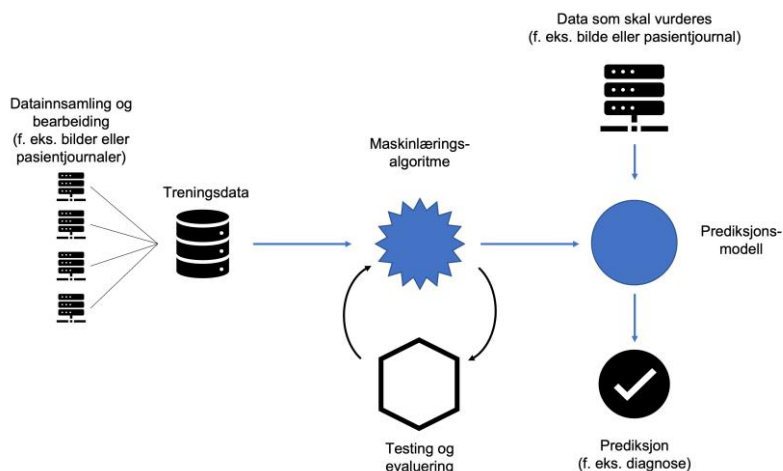 Datainnsamling og
bearbeiding
(f. eks. bilder eller
pasientjournaler)
Treningsdata
Maskinlærings-
algoritme
Testing og
evaluering
Data som skal vurderes
(f. eks. bilde eller pasientjournal)
Prediksjons-
modell
Prediksjon
(f. eks. diagnose)